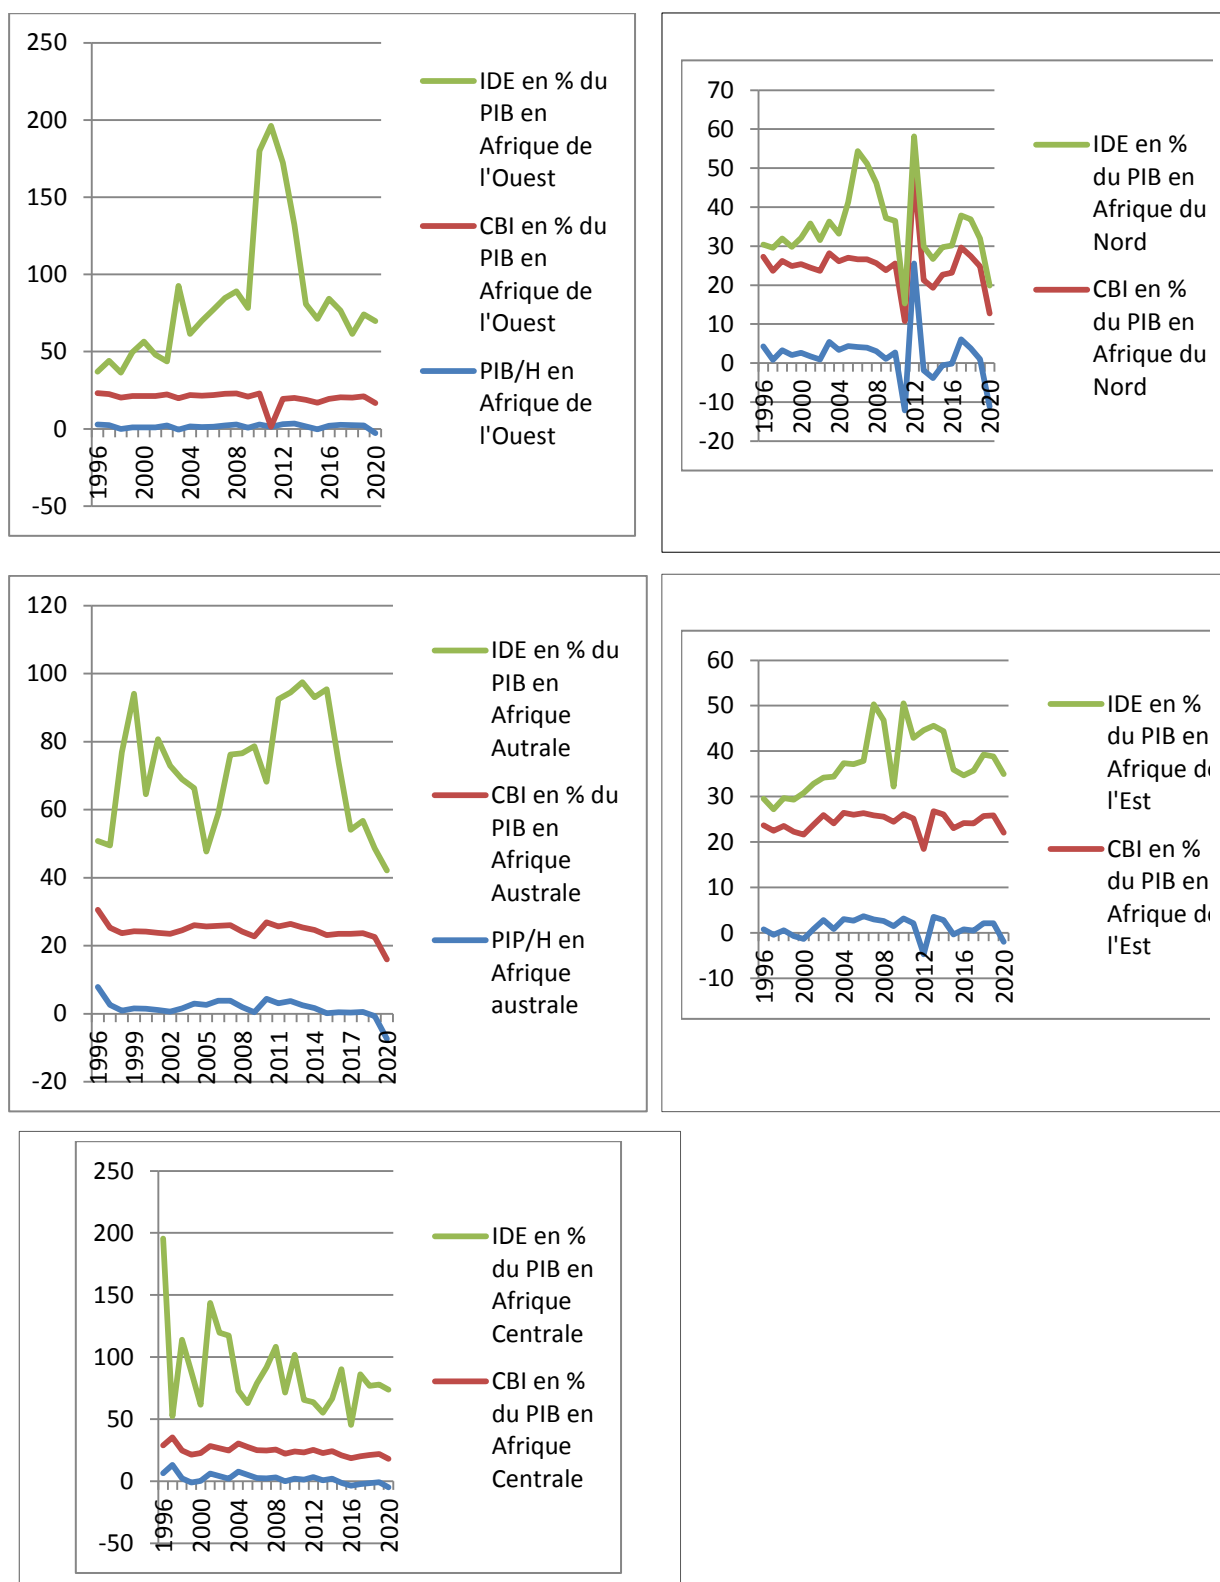 250
200
150
100
50
0
-50
1996
2000
2004
2008
2012
2016
2020
IDE en % du
PIB en
Afrique de
l'Ouest
CBI en % du
PIB en
Afrique de
l'Ouest
PIB/H en
Afrique de
l'Ouest
70
60
50
40
30
20
10
0
-10
-20
1996
2000
2004
2008
2012
2016
2020
IDE en %
du PIB en
Afrique du
Nord
CBI en %
du PIB en
Afrique du
Nord
120
100
80
60
40
20
0
-20
1996
1999
2002
2005
2008
2011
2014
2017
2020
IDE en % du
PIB en
Afrique
Autrale
CBI en % du
PIB en
Afrique
Australe
PIP/H en
Afrique
australe
60
50
40
30
20
10
0
-10
1996
2000
2004
2008
2012
2016
2020
IDE en %
du PIB en
Afrique de
l'Est
CBI en %
du PIB en
Afrique de
l'Est
250
200
150
100
50
0
-50
1996
2000
2004
2008
2012
2016
2020
IDE en %
du PIB en
Afrique
Centrale
CBI en %
du PIB en
Afrique
Centrale